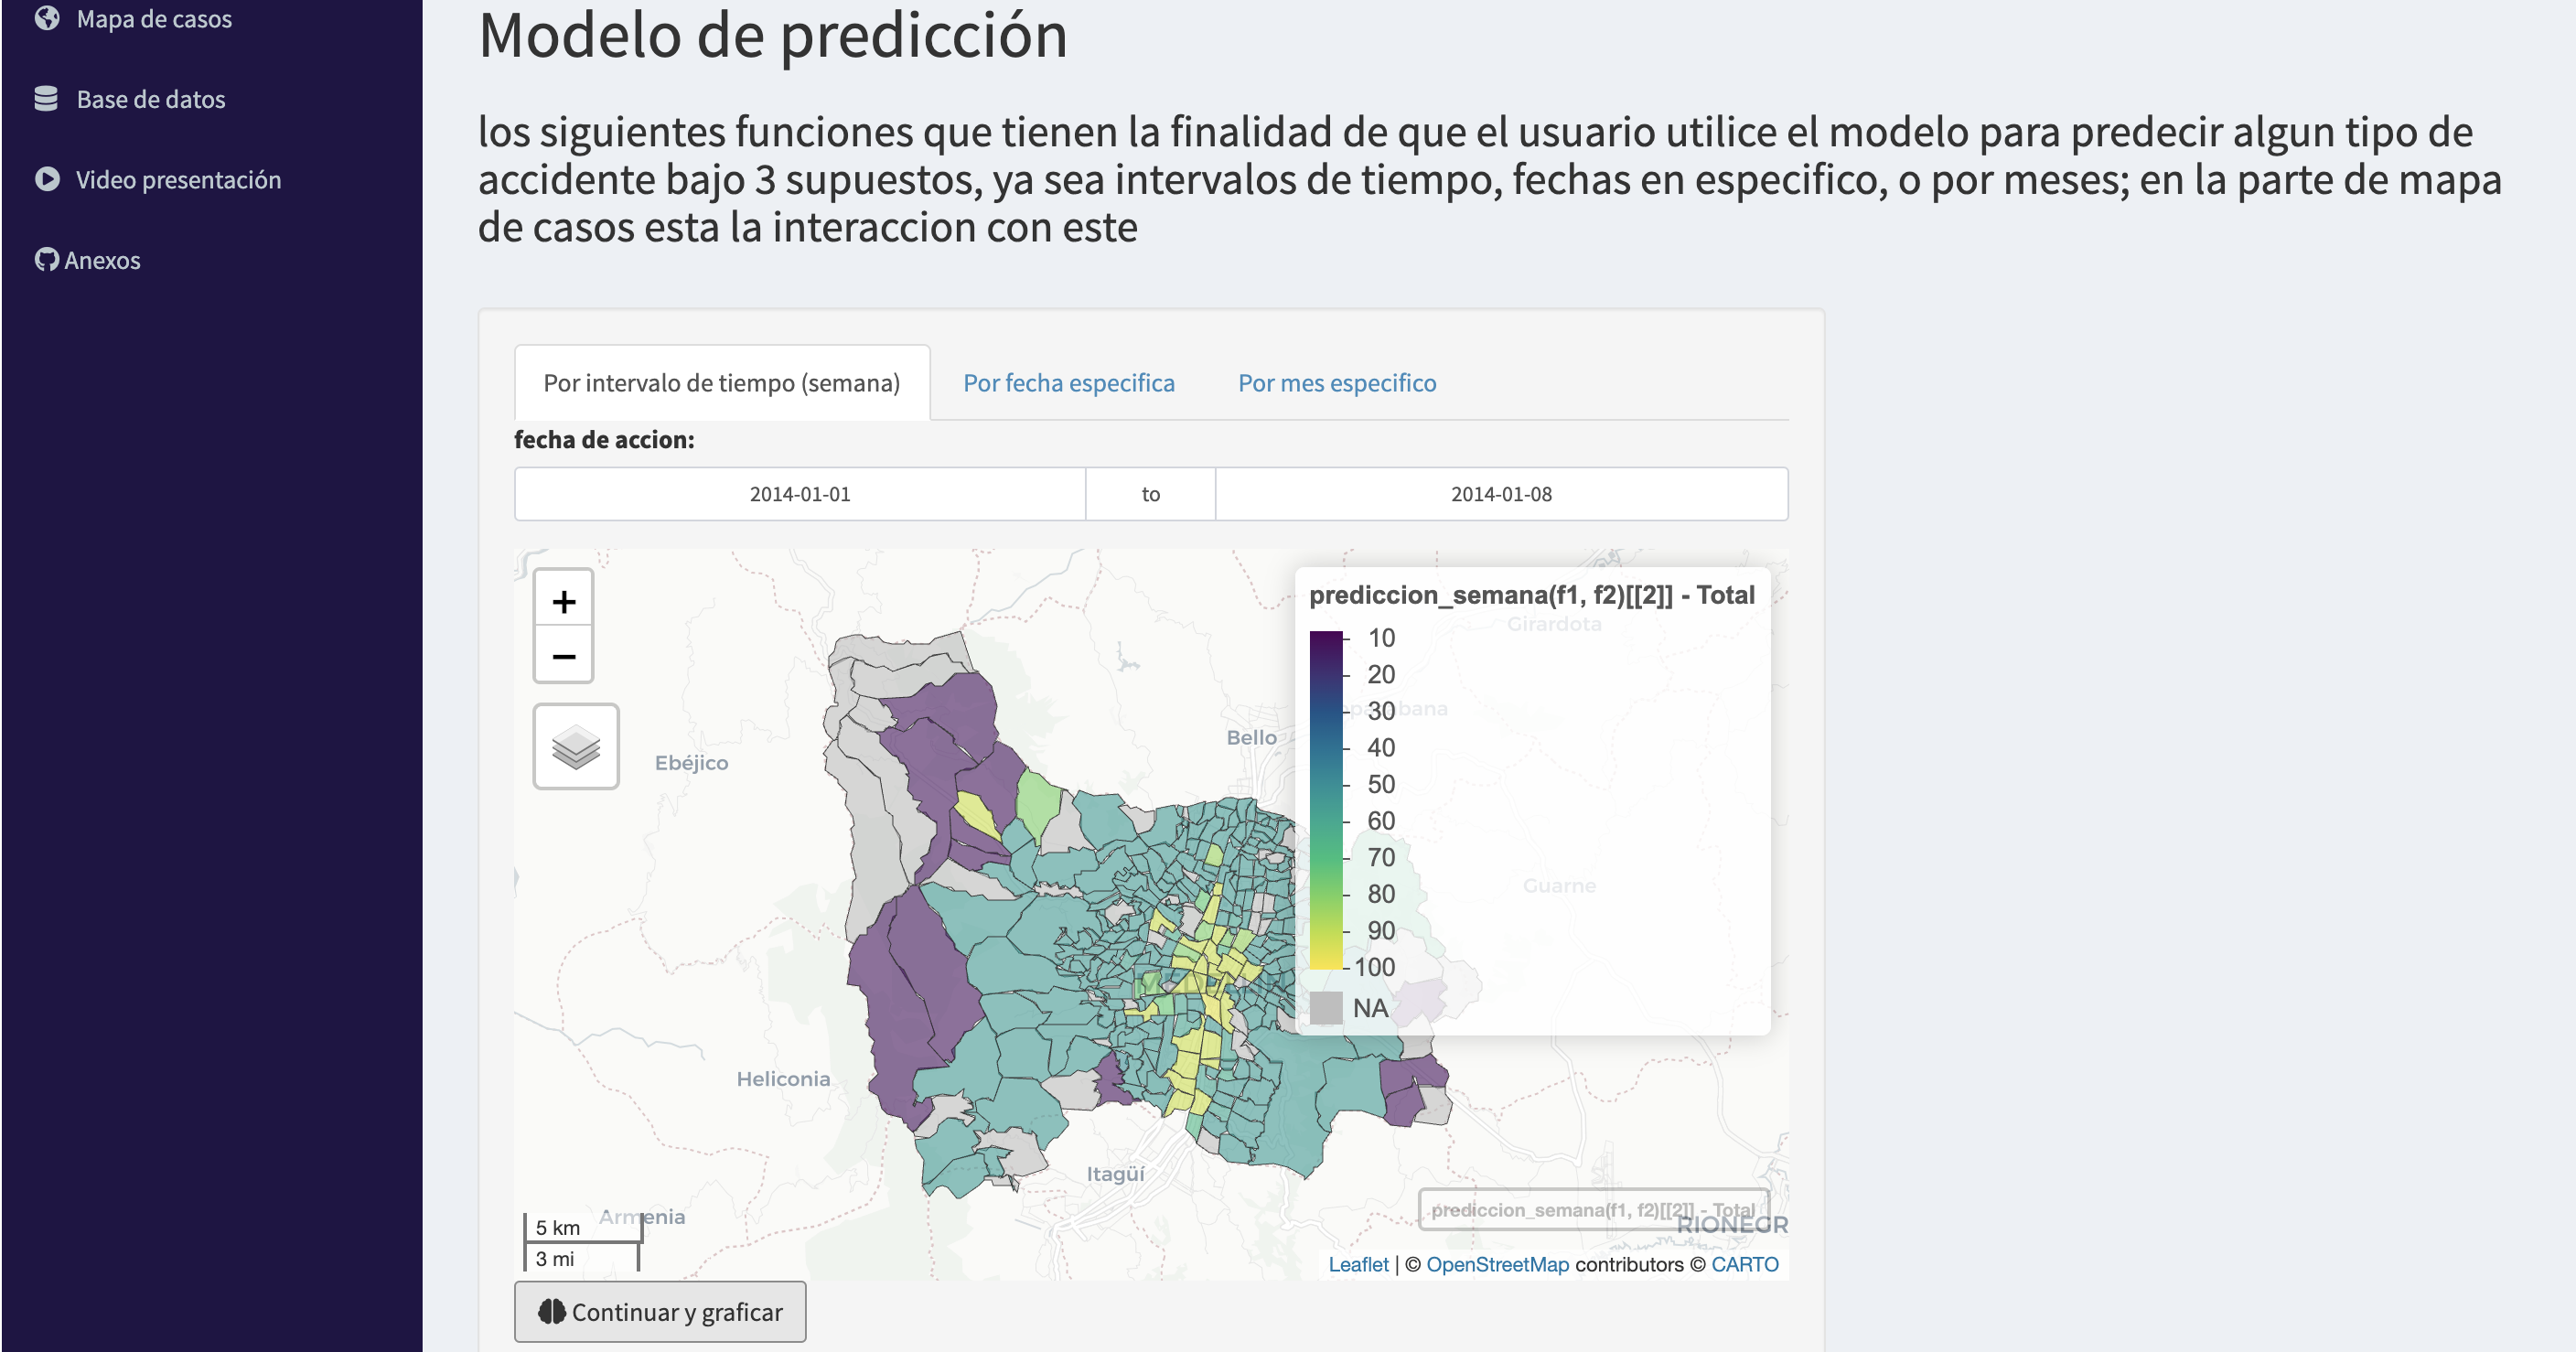 Mapa de casos
Base de datos
Video presentación
Anexos
Modelo de predicción
los siguientes funciones que tienen la finalidad de que el usuario utilice el modelo para predecir algun tipo de
accidente bajo 3 supuestos, ya sea intervalos de tiempo, fechas en especifico, o por meses; en la parte de mapa
de casos esta la interaccion con este
Por intervalo de tiempo (semana)
Por fecha especifica
Por mes especifico
fecha de accion:
2014-01-01 to 2014-01-08
+
−
prediccion_semana(f1, f2)[[2]] - Total
10
20
30
40
50
60
70
80
90
100
NA
Girardota
Bello
Ebéjico
Guarne
Heliconia
Itagüí
Armenia
RIONEGR
prediccion_semana(f1, f2)[[2]] - Total
5 km
3 mi
Leaflet | © OpenStreetMap contributors © CARTO
Continuar y graficar